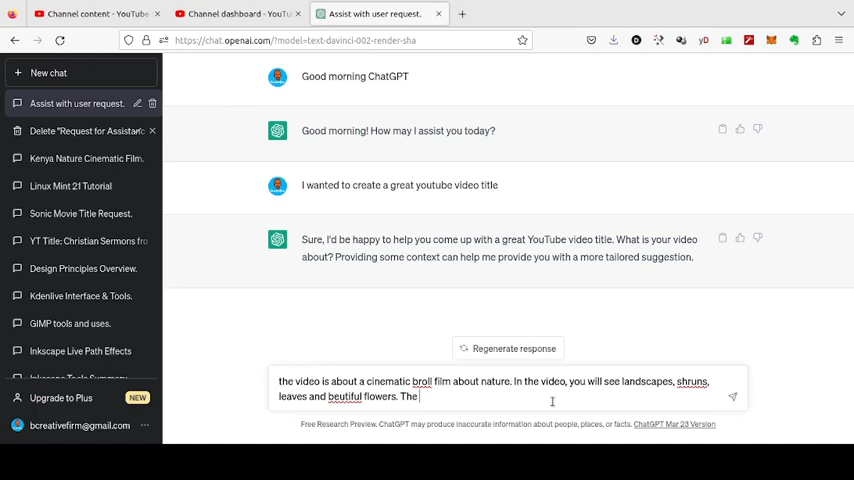 Channel content - YouTube
Channel dashboard - YouTube
Assist with user request.
https://chat.openai.com/?model=text-davinci-002-render-sha
New chat
Assist with user request.
Delete "Request for Assistanc
Kenya Nature Cinematic Film.
Linux Mint 21 Tutorial
Sonic Movie Title Request.
YT Title: Christian Sermons fro
Design Principles Overview.
Kdenlive Interface & Tools.
GIMP tools and uses.
Inkscape Live Path Effects
Inkscape Tools Summary
Upgrade to Plus
NEW
bcreativefirm@gmail.com
Good morning ChatGPT
Good morning! How may I assist you today?
I wanted to create a great youtube video title
Sure, I'd be happy to help you come up with a great YouTube video title. What is your video
about? Providing some context can help me provide you with a more tailored suggestion.
Regenerate response
the video is about a cinematic broll film about nature. In the video, you will see landscapes, shruns,
leaves and beutiful flowers. The
Free Research Preview. ChatGPT may produce inaccurate information about people, places, or facts. ChatGPT Mar 23 Version